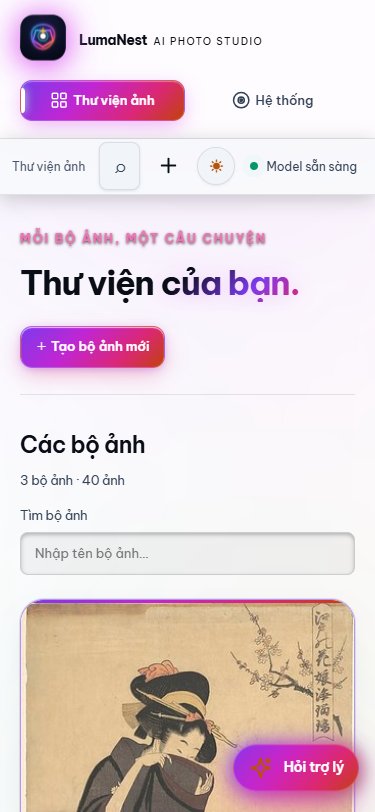 LumaNest AI PHOTO STUDIO
Thư viện ảnh
Hệ thống
Thư viện ảnh
Model sẵn sàng
MỖI BỘ ẢNH, MỘT CÂU CHUYỆN
Thư viện của bạn.
+ Tạo bộ ảnh mới
Các bộ ảnh
3 bộ ảnh · 40 ảnh
Tìm bộ ảnh
Nhập tên bộ ảnh...
Hỏi trợ lý